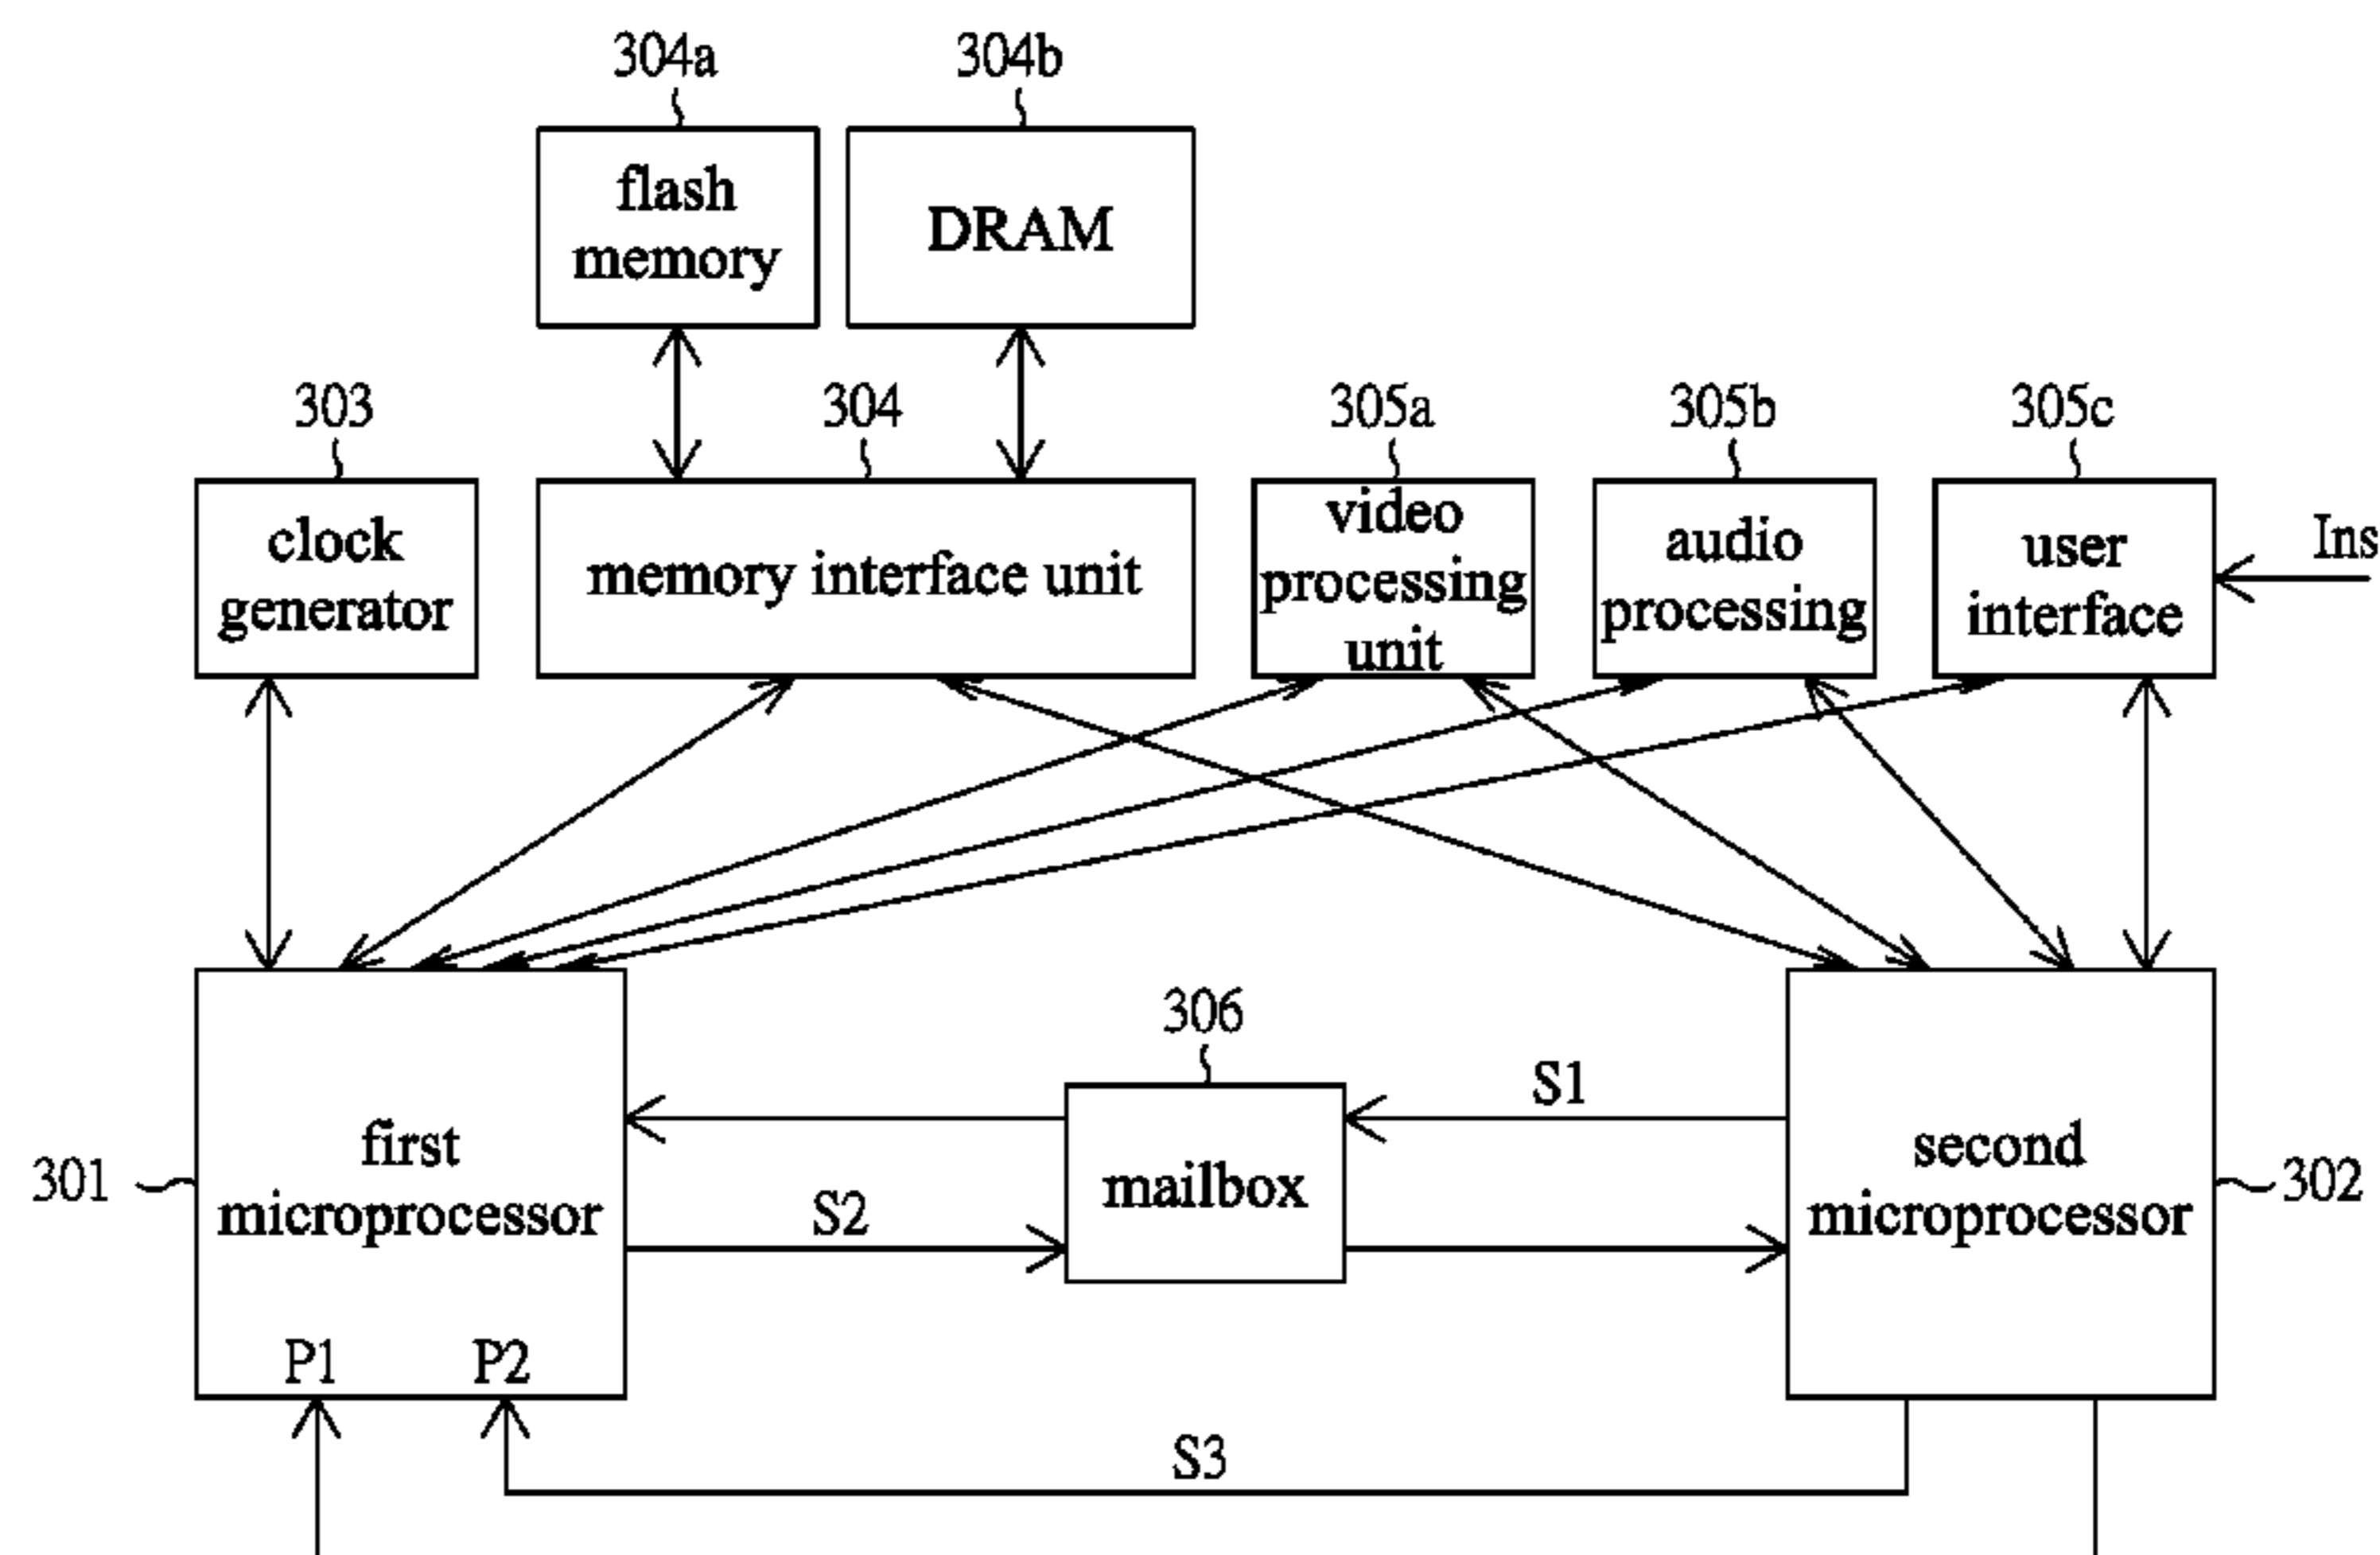 304a
304b
flash
memory
DRAM
303
304
305a
305b
305c
clock
generator
memory interface unit
video
processing
unit
audio
processing
user
interface
Ins
306
S1
301
first
microprocessor
S2
mailbox
second
microprocessor
302
P1
P2
S3